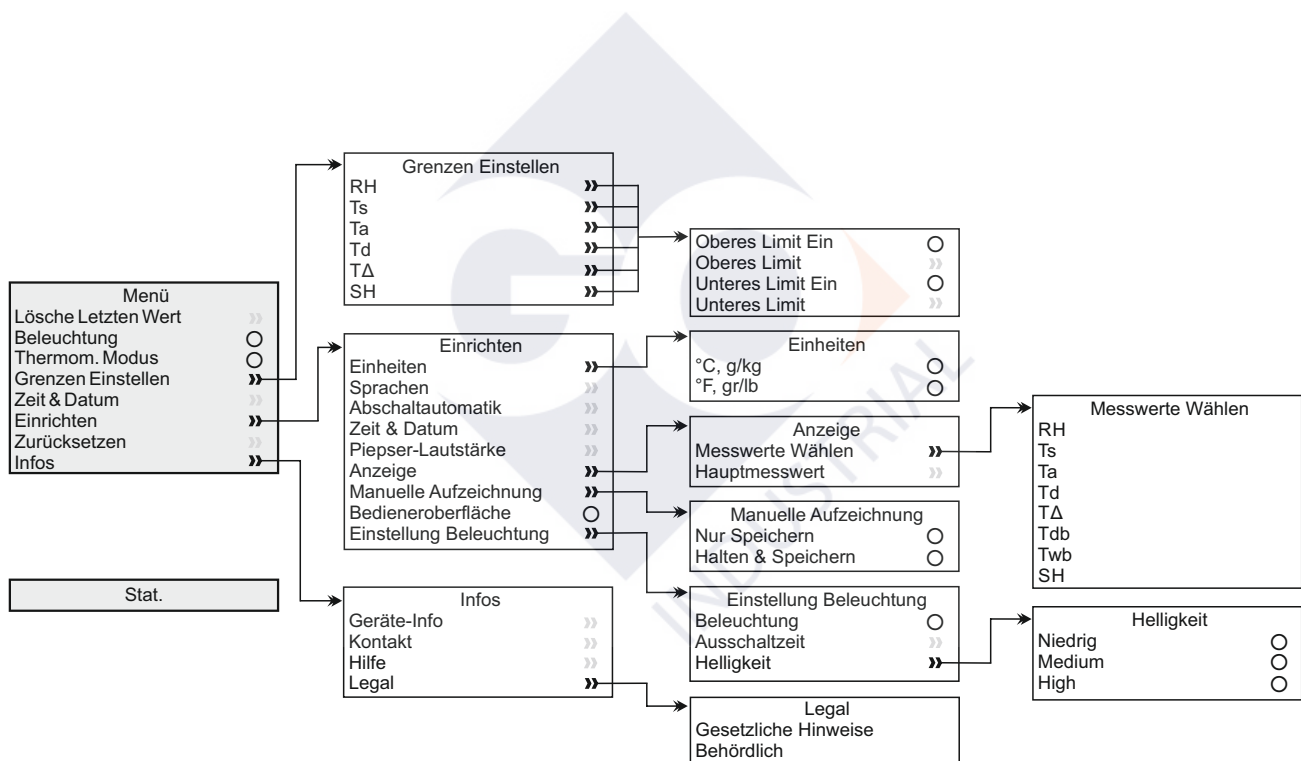 Menü
Lösche Letzten Wert
Beleuchtung
Thermom. Modus
Grenzen Einstellen
Zeit & Datum
Einrichten
Zurücksetzen
Infos
Stat.
Grenzen Einstellen
RH
Ts
Ta
Td
TΔ
SH
Einrichten
Einheiten
Sprachen
Abschaltautomatik
Zeit & Datum
Piepser-Lautstärke
Anzeige
Manuelle Aufzeichnung
Bedieneroberfläche
Einstellung Beleuchtung
Infos
Geräte-Info
Kontakt
Hilfe
Legal
Oberes Limit Ein
Oberes Limit
Unteres Limit Ein
Unteres Limit
Einheiten
°C, g/kg
°F, gr/lb
Anzeige
Messwerte Wählen
Hauptmesswert
Manuelle Aufzeichnung
Nur Speichern
Halten & Speichern
Einstellung Beleuchtung
Beleuchtung
Ausschaltzeit
Helligkeit
Legal
Gesetzliche Hinweise
Behördlich
Messwerte Wählen
RH
Ts
Ta
Td
TΔ
Tdb
Twb
SH
Helligkeit
Niedrig
Medium
High
GO
INDUSTRIAL